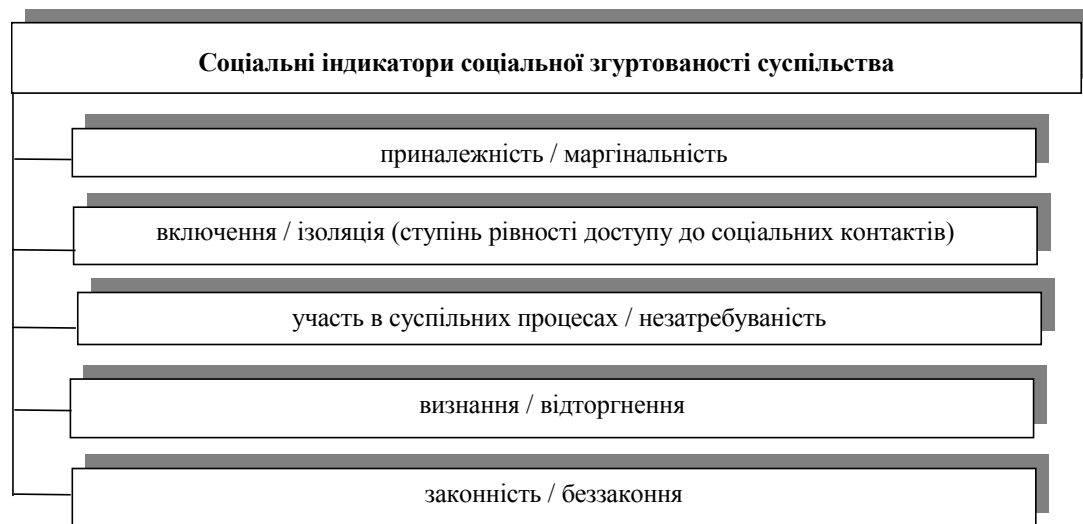 Соціальні індикатори соціальної згуртованості суспільства
приналежність / маргінальність
включення / ізоляція (ступінь рівності доступу до соціальних контактів)
участь в суспільних процесах / незатребуваність
визнання / відторгнення
законність / беззаконня